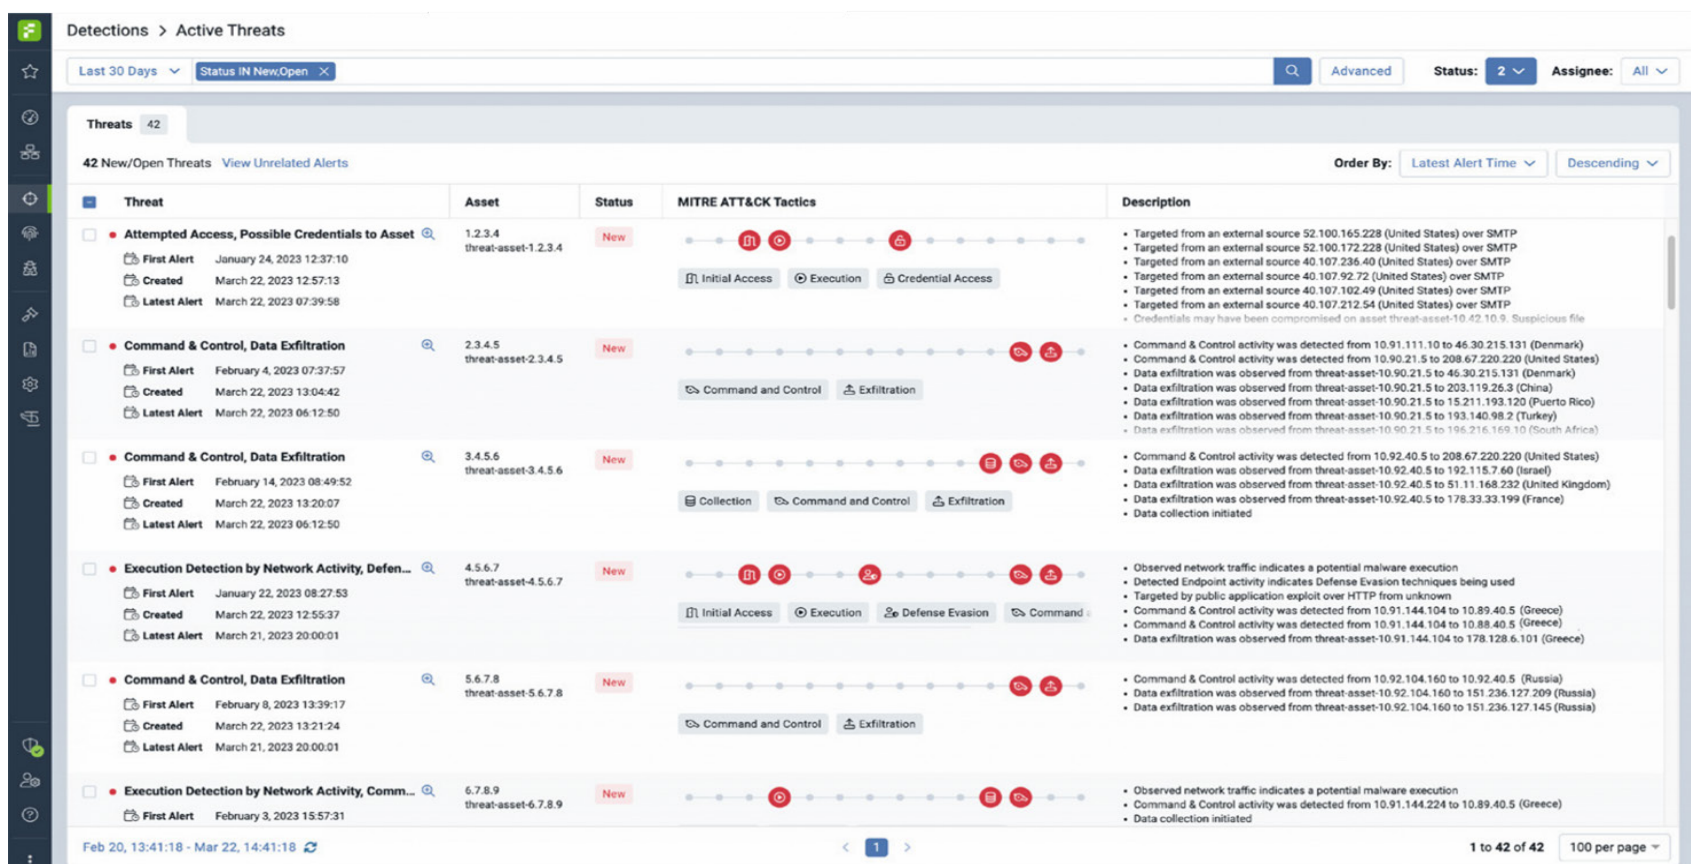 Detections > Active Threats
Last 30 Days
Status IN New,Open ×
Advanced
Status: 2
Assignee: All
Threats 42
42 New/Open Threats View Unrelated Alerts
Order By: Latest Alert Time Descending
Threat Asset Status MITRE ATT&CK Tactics Description
Attempted Access, Possible Credentials to Asset
First Alert January 24, 2023 12:37:10
Created March 22, 2023 12:57:13
Latest Alert March 22, 2023 07:39:58
1.2.3.4
threat-asset-1.2.3.4
New
Initial Access Execution Credential Access
• Targeted from an external source 52.100.165.228 (United States) over SMTP
• Targeted from an external source 52.100.172.228 (United States) over SMTP
• Targeted from an external source 40.107.236.40 (United States) over SMTP
• Targeted from an external source 40.107.92.72 (United States) over SMTP
• Targeted from an external source 40.107.102.49 (United States) over SMTP
• Targeted from an external source 40.107.212.54 (United States) over SMTP
• Credentials may have been compromised on asset threat-asset-10.42.10.9. Suspicious file
Command & Control, Data Exfiltration
First Alert February 4, 2023 07:37:57
Created March 22, 2023 13:04:42
Latest Alert March 22, 2023 06:12:50
2.3.4.5
threat-asset-2.3.4.5
New
Command and Control Exfiltration
• Command & Control activity was detected from 10.91.111.10 to 46.30.215.131 (Denmark)
• Command & Control activity was detected from 10.90.21.5 to 208.67.220.220 (United States)
• Data exfiltration was observed from threat-asset-10.90.21.5 to 46.30.215.131 (Denmark)
• Data exfiltration was observed from threat-asset-10.90.21.5 to 203.119.26.3 (China)
• Data exfiltration was observed from threat-asset-10.90.21.5 to 15.211.193.120 (Puerto Rico)
• Data exfiltration was observed from threat-asset-10.90.21.5 to 193.140.98.2 (Turkey)
• Data exfiltration was observed from threat-asset-10.90.21.5 to 196.216.169.10 (South Africa)
Command & Control, Data Exfiltration
First Alert February 14, 2023 08:49:52
Created March 22, 2023 13:20:07
Latest Alert March 22, 2023 06:12:50
3.4.5.6
threat-asset-3.4.5.6
New
Collection Command and Control Exfiltration
• Command & Control activity was detected from 10.92.40.5 to 208.67.220.220 (United States)
• Data exfiltration was observed from threat-asset-10.92.40.5 to 192.115.7.60 (Israel)
• Data exfiltration was observed from threat-asset-10.92.40.5 to 51.11.168.232 (United Kingdom)
• Data exfiltration was observed from threat-asset-10.92.40.5 to 178.33.33.199 (France)
• Data collection initiated
Execution Detection by Network Activity, Defen...
First Alert January 22, 2023 08:27:53
Created March 22, 2023 12:55:37
Latest Alert March 21, 2023 20:00:01
4.5.6.7
threat-asset-4.5.6.7
New
Initial Access Execution Defense Evasion Command
• Observed network traffic indicates a potential malware execution
• Detected Endpoint activity indicates Defense Evasion techniques being used
• Targeted by public application exploit over HTTP from unknown
• Command & Control activity was detected from 10.91.144.104 to 10.89.40.5 (Greece)
• Command & Control activity was detected from 10.91.144.104 to 10.88.40.5 (Greece)
• Data exfiltration was observed from threat-asset-10.91.144.104 to 178.128.6.101 (Greece)
Command & Control, Data Exfiltration
First Alert February 8, 2023 13:39:17
Created March 22, 2023 13:21:24
Latest Alert March 21, 2023 20:00:01
5.6.7.8
threat-asset-5.6.7.8
New
Command and Control Exfiltration
• Command & Control activity was detected from 10.92.104.160 to 10.92.40.5 (Russia)
• Data exfiltration was observed from threat-asset-10.92.104.160 to 151.236.127.209 (Russia)
• Data exfiltration was observed from threat-asset-10.92.104.160 to 151.236.127.145 (Russia)
Execution Detection by Network Activity, Comm...
First Alert February 3, 2023 15:57:31
6.7.8.9
threat-asset-6.7.8.9
New
• Observed network traffic indicates a potential malware execution
• Command & Control activity was detected from 10.91.144.224 to 10.89.40.5 (Greece)
• Data collection initiated
Feb 20, 13:41:18 - Mar 22, 14:41:18
< 1 >
1 to 42 of 42 100 per page